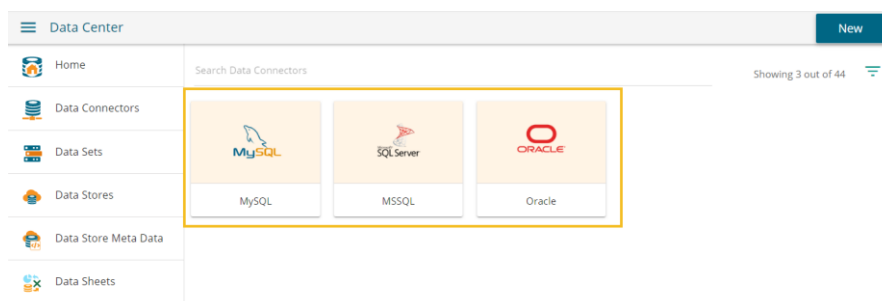 Data Center
New
Home
Search Data Connectors
Showing 3 out of 44
Data Connectors
Data Sets
Data Stores
Data Store Meta Data
Data Sheets
MySQL
Microsoft
SQL Server
ORACLE
MySQL
MSSQL
Oracle